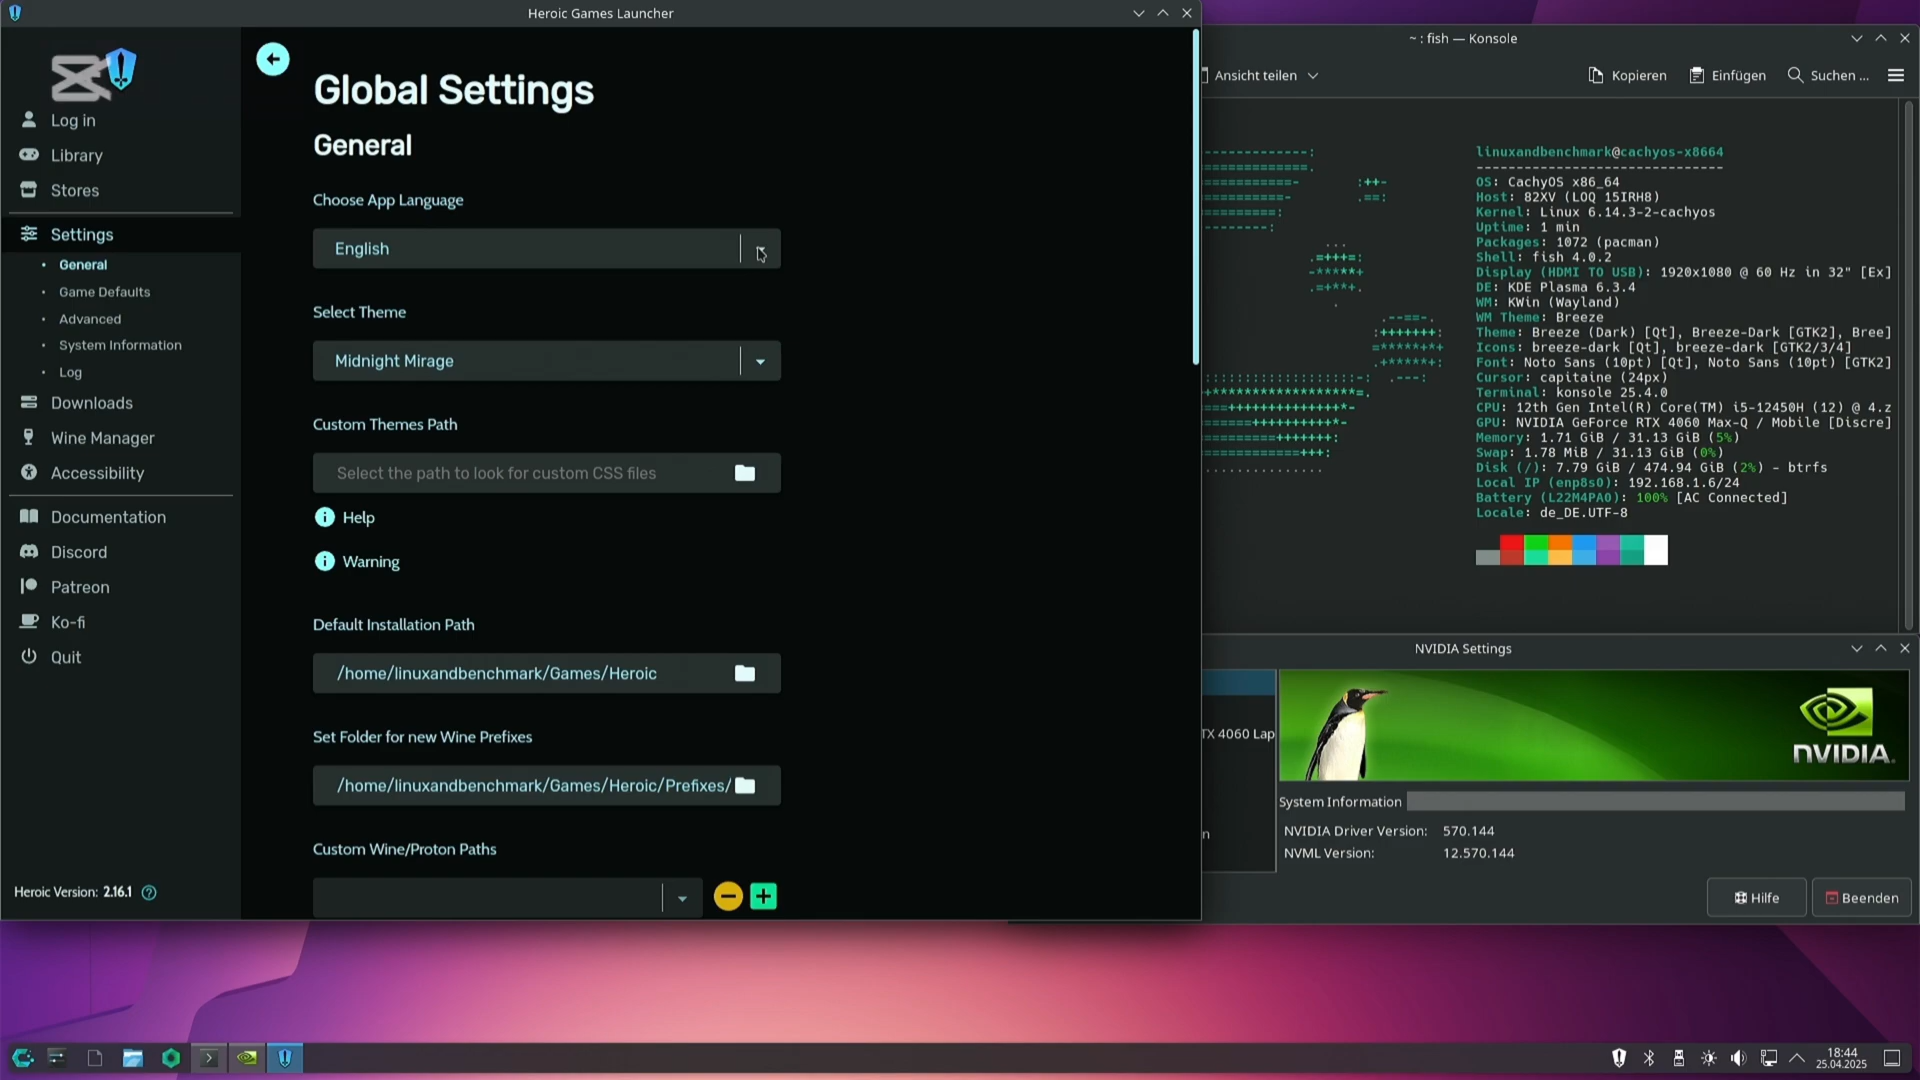 Heroic Games Launcher
Log in
Library
Stores
Settings
General
Game Defaults
Advanced
System Information
Log
Downloads
Wine Manager
Accessibility
Documentation
Discord
Patreon
Ko-fi
Quit
Heroic Version: 2.16.1
Global Settings
General
Choose App Language
English
Select Theme
Midnight Mirage
Custom Themes Path
Select the path to look for custom CSS files
Help
Warning
Default Installation Path
/home/linuxandbenchmark/Games/Heroic
Set Folder for new Wine Prefixes
/home/linuxandbenchmark/Games/Heroic/Prefixes/
Custom Wine/Proton Paths
~ : fish — Konsole
Ansicht teilen
Kopieren
Einfügen
Suchen ...
linuxandbenchmark@cachyos-x8664
OS: CachyOS x86_64
Host: 82XV (LOQ 15IRH8)
Kernel: Linux 6.14.3-2-cachyos
Uptime: 1 min
Packages: 1072 (pacman)
Shell: fish 4.0.2
Display (HDMI TO USB): 1920x1080 @ 60 Hz in 32" [Ex]
DE: KDE Plasma 6.3.4
WM: KWin (Wayland)
WM Theme: Breeze
Theme: Breeze (Dark) [Qt], Breeze-Dark [GTK2], Bree]
Icons: breeze-dark [Qt], breeze-dark [GTK2/3/4]
Font: Noto Sans (10pt) [Qt], Noto Sans (10pt) [GTK2]
Cursor: capitaine (24px)
Terminal: konsole 25.4.0
CPU: 12th Gen Intel(R) Core(TM) i5-12450H (12) @ 4.z
GPU: NVIDIA GeForce RTX 4060 Max-Q / Mobile [Discre]
Memory: 1.71 GiB / 31.13 GiB (5%)
Swap: 1.78 MiB / 31.13 GiB (0%)
Disk (/): 7.79 GiB / 474.94 GiB (2%) - btrfs
Local IP (enp8s0): 192.168.1.6/24
Battery (L22M4PA0): 100% [AC Connected]
Locale: de_DE.UTF-8
NVIDIA Settings
TX 4060 Lap
n
NVIDIA.
System Information
NVIDIA Driver Version: 570.144
NVML Version: 12.570.144
Hilfe
Beenden
18:44
25.04.2025